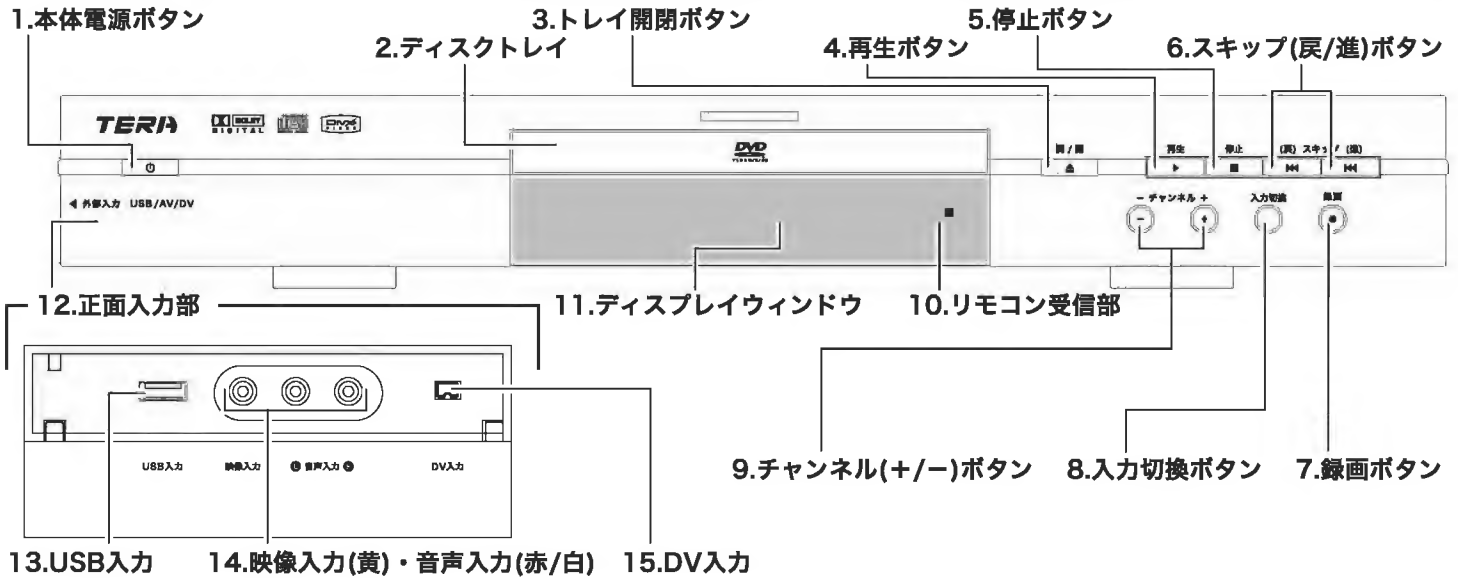 1.本体電源ボタン
2.ディスクトレイ
3.トレイ開閉ボタン
4.再生ボタン
5.停止ボタン
6.スキップ(戻/進)ボタン
TERA
DOLBY
DIGITAL
DVD
開/閉
再生
停止
(戻) スキップ (進)
外部入力 USB/AV/DV
− チャンネル +
入力切換
録画
12.正面入力部
11.ディスプレイウィンドウ
10.リモコン受信部
USB入力
映像入力
音声入力
DV入力
9.チャンネル(+/−)ボタン
8.入力切換ボタン
7.録画ボタン
13.USB入力
14.映像入力(黄)・音声入力(赤/白)
15.DV入力